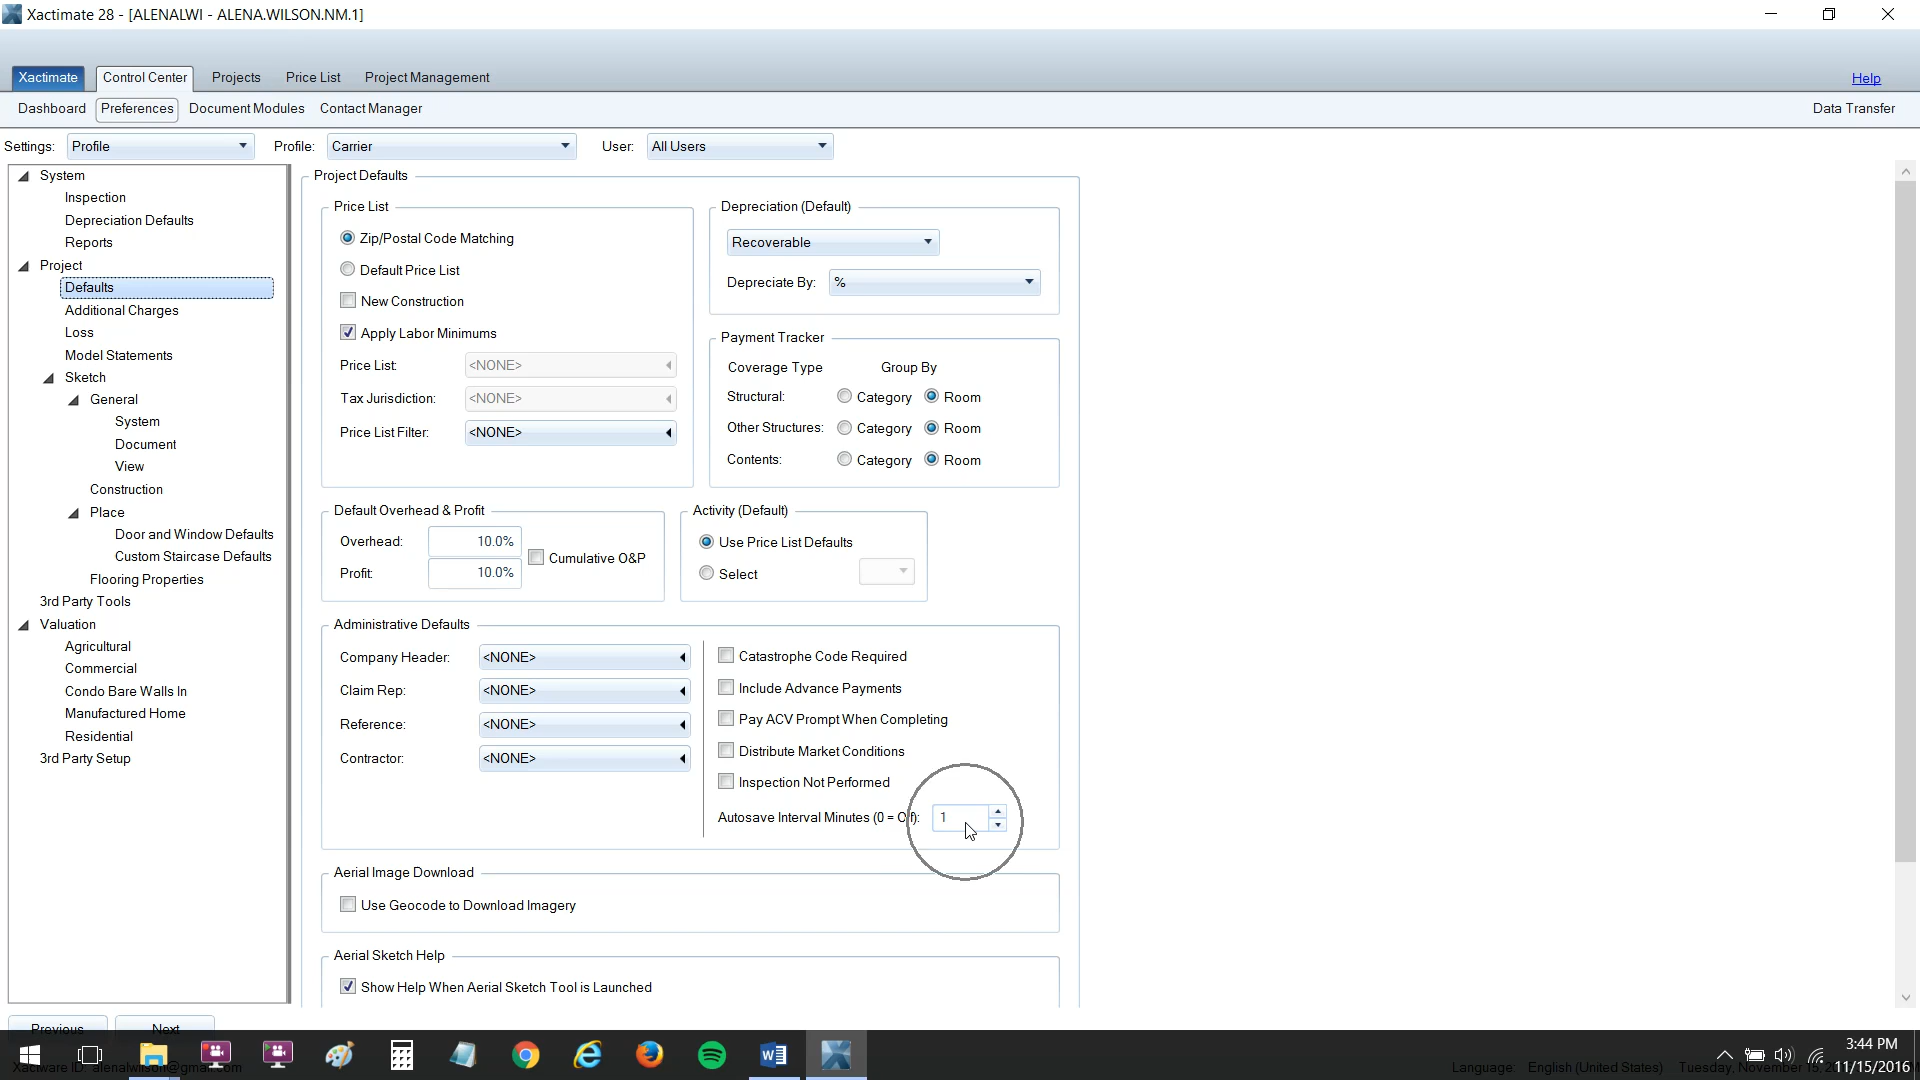 Xactimate 28 - [ALENALWI - ALENA.WILSON.NM.1]
Xactimate Control Center Projects Price List Project Management Help
Dashboard Preferences Document Modules Contact Manager Data Transfer
Settings: Profile Profile: Carrier User: All Users
System
Inspection
Depreciation Defaults
Reports
Project
Defaults
Additional Charges
Loss
Model Statements
Sketch
General
System
Document
View
Construction
Place
Door and Window Defaults
Custom Staircase Defaults
Flooring Properties
3rd Party Tools
Valuation
Agricultural
Commercial
Condo Bare Walls In
Manufactured Home
Residential
3rd Party Setup
Project Defaults
Price List
Zip/Postal Code Matching
Default Price List
New Construction
Apply Labor Minimums
Price List: <NONE>
Tax Jurisdiction: <NONE>
Price List Filter: <NONE>
Depreciation (Default)
Recoverable
Depreciate By: %
Payment Tracker
Coverage Type Group By
Structural: Category Room
Other Structures: Category Room
Contents: Category Room
Default Overhead & Profit
Overhead: 10.0%
Cumulative O&P
Profit: 10.0%
Activity (Default)
Use Price List Defaults
Select
Administrative Defaults
Company Header: <NONE>
Claim Rep: <NONE>
Reference: <NONE>
Contractor: <NONE>
Catastrophe Code Required
Include Advance Payments
Pay ACV Prompt When Completing
Distribute Market Conditions
Inspection Not Performed
Autosave Interval Minutes (0 = Off): 1
Aerial Image Download
Use Geocode to Download Imagery
Aerial Sketch Help
Show Help When Aerial Sketch Tool is Launched
Previous Next
Xactware ID: alenalwilson@gmail.com
Language: English (United States) Tuesday, November 15,
3:44 PM
11/15/2016